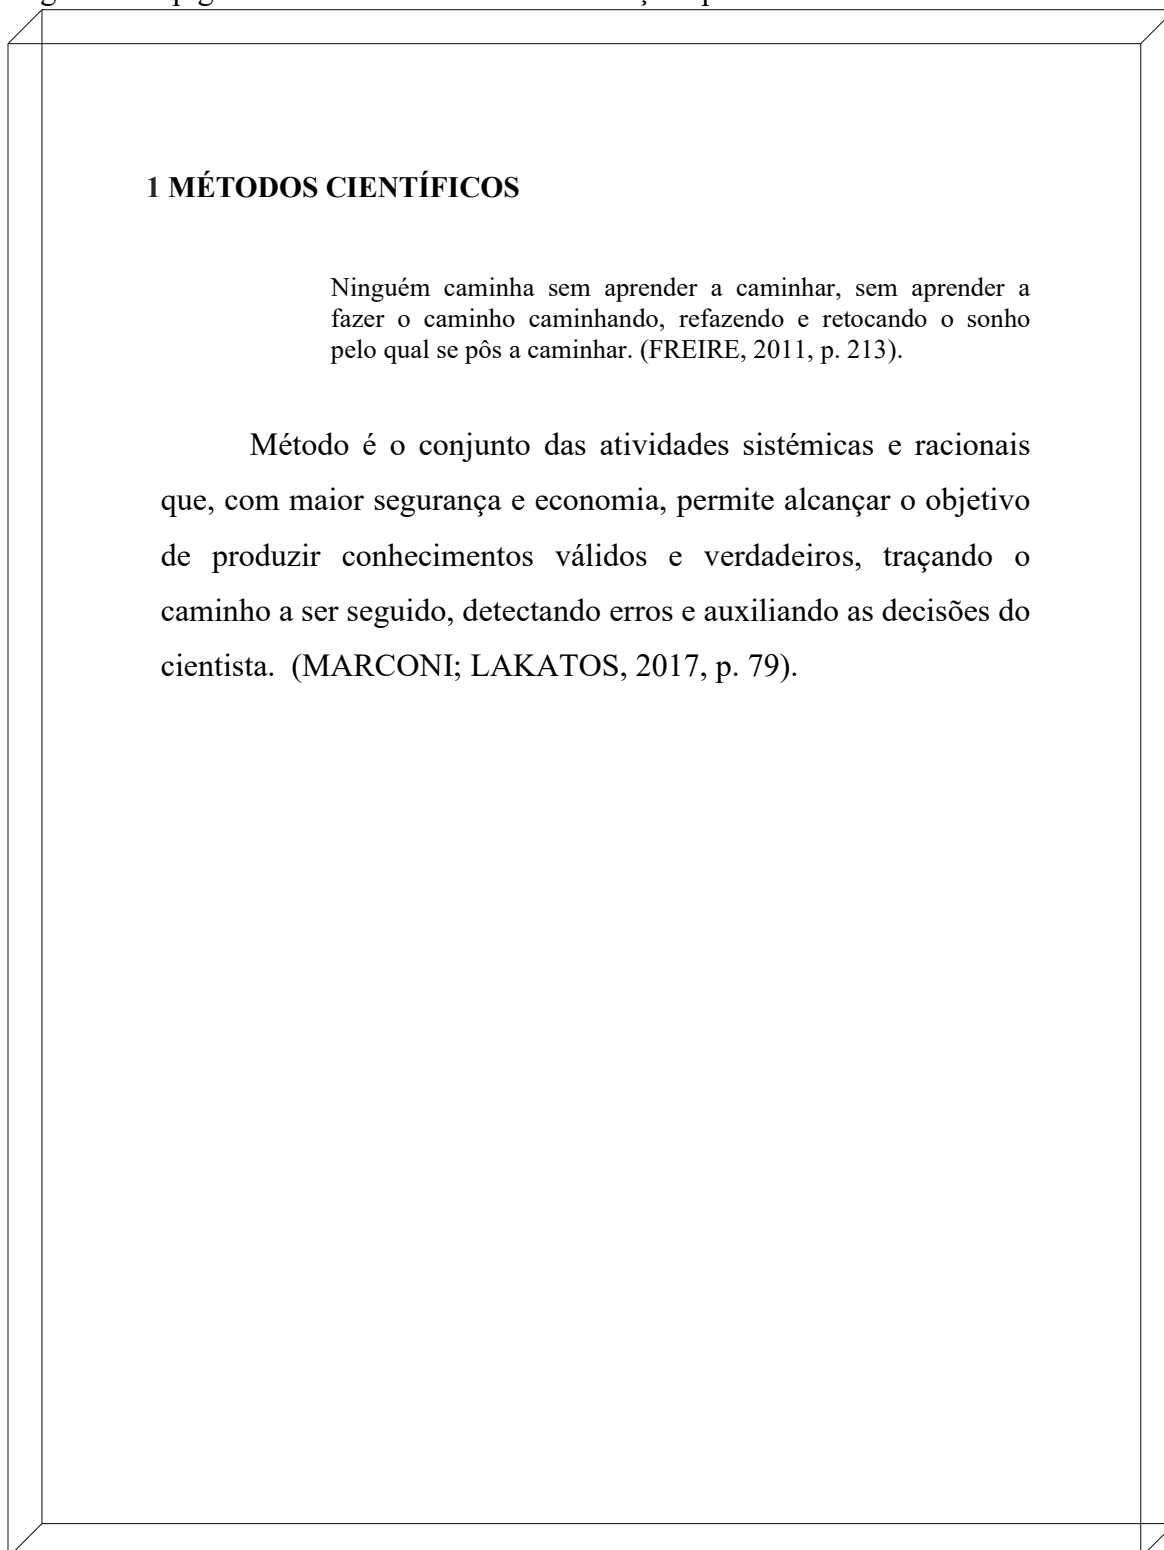 1 MÉTODOS CIENTÍFICOS
Ninguém caminha sem aprender a caminhar, sem aprender a
fazer o caminho caminhando, refazendo e retocando o sonho
pelo qual se pôs a caminhar. (FREIRE, 2011, p. 213).
Método é o conjunto das atividades sistémicas e racionais
que, com maior segurança e economia, permite alcançar o objetivo
de produzir conhecimentos válidos e verdadeiros, traçando o
caminho a ser seguido, detectando erros e auxiliando as decisões do
cientista.  (MARCONI; LAKATOS, 2017, p. 79).